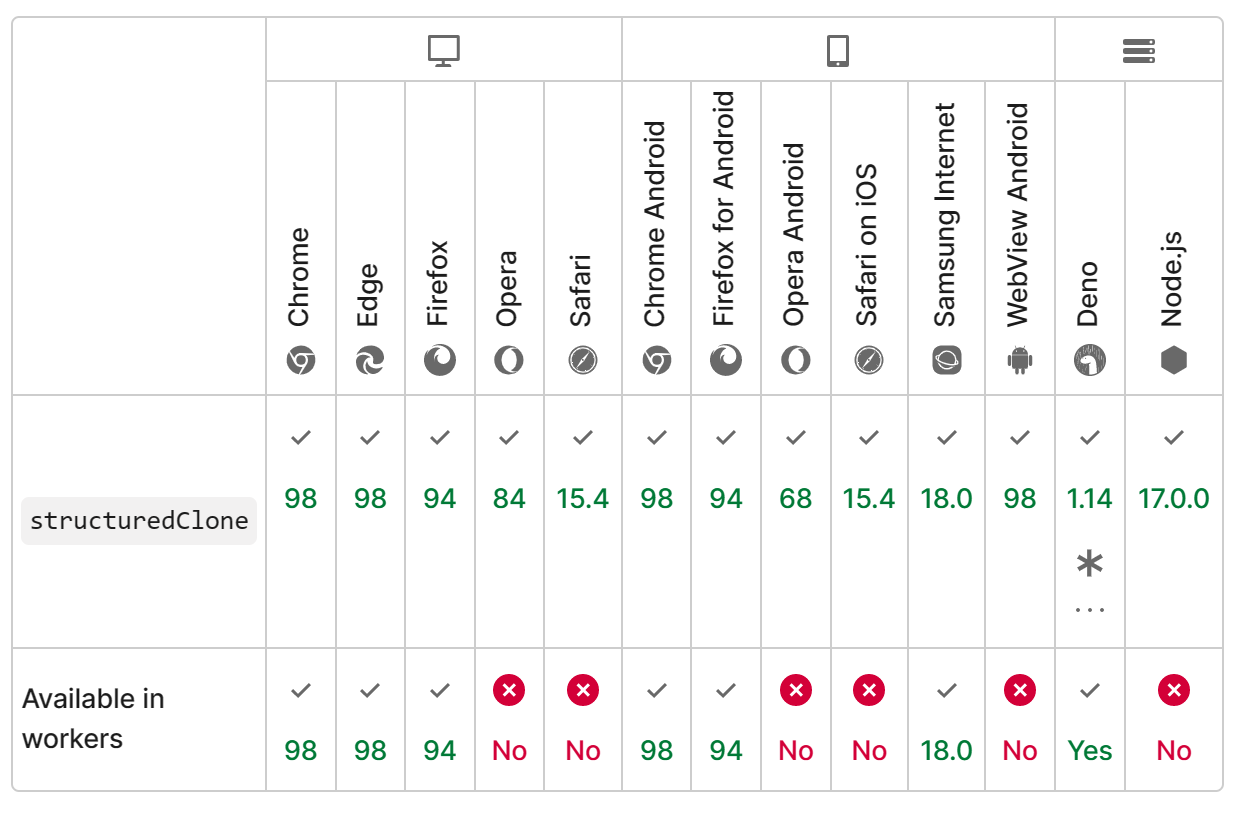 Chrome
Edge
Firefox
Opera
Safari
Chrome Android
Firefox for Android
Opera Android
Safari on iOS
Samsung Internet
WebView Android
Deno
Node.js
structuredClone
98 98 94 84 15.4 98 94 68 15.4 18.0 98 1.14 17.0.0
*
...
Available in
workers
98 98 94 No No 98 94 No No 18.0 No Yes No